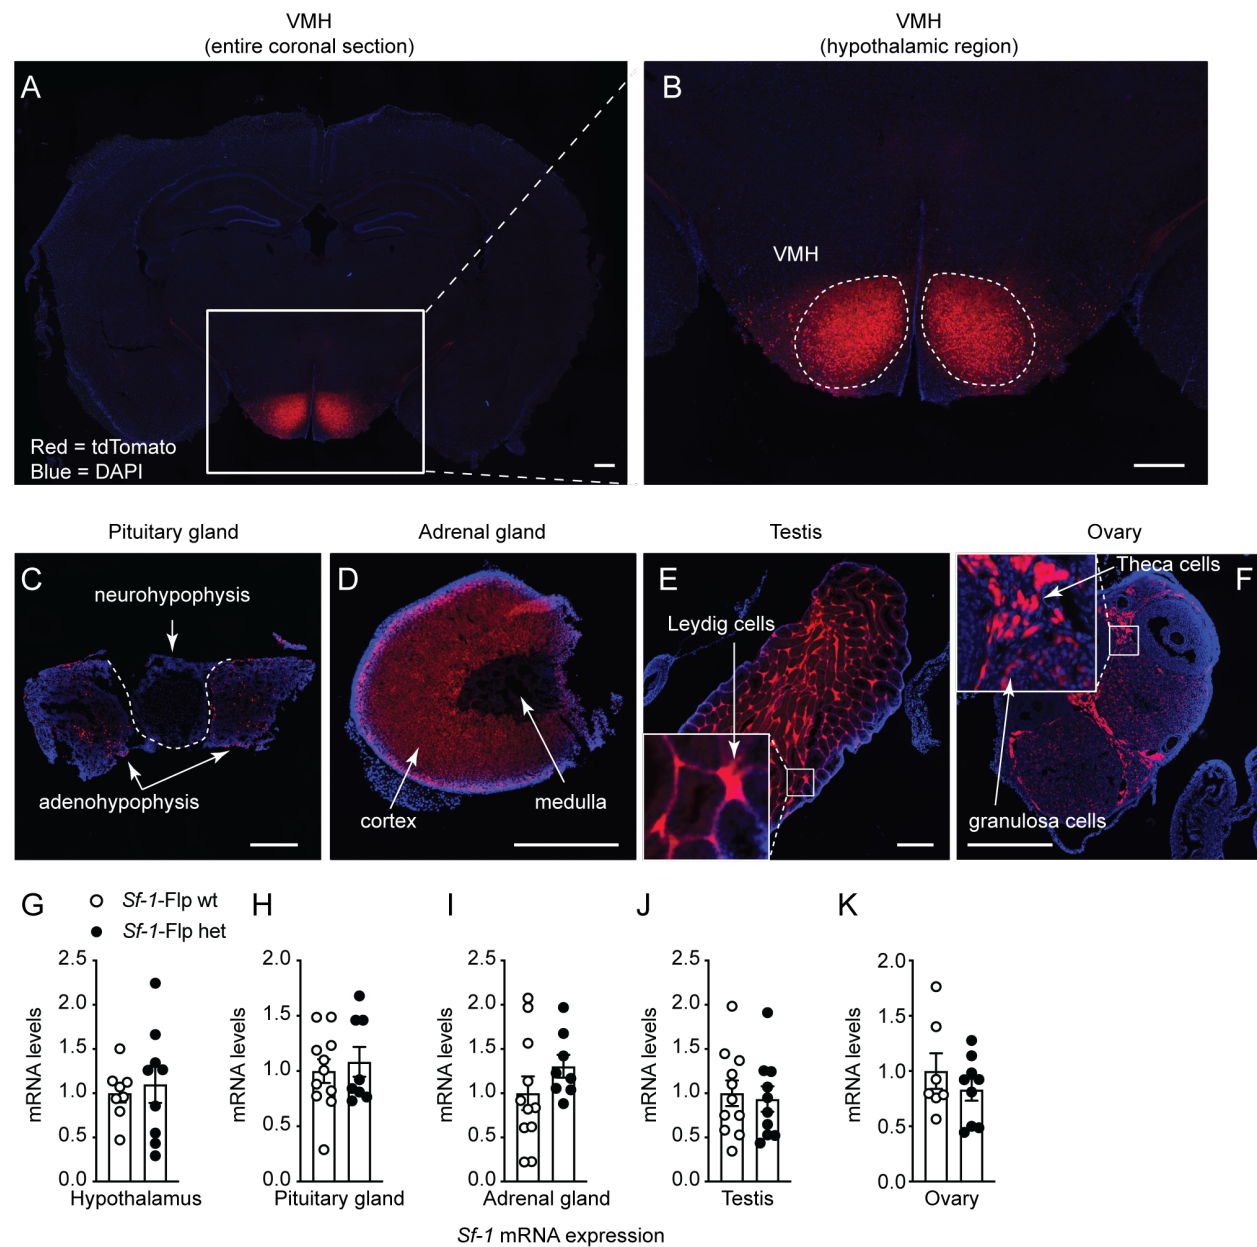 VMH
(entire coronal section)
VMH
(hypothalamic region)
A
Red = tdTomato
Blue = DAPI
B
VMH
Pituitary gland
Adrenal gland
Testis
Ovary
C
neurohypophysis
adenohypophysis
D
cortex
medulla
E
Leydig cells
F
Theca cells
granulosa cells
G
Sf-1-Flp wt
Sf-1-Flp het
mRNA levels
2.5
2.0
1.5
1.0
0.5
0.0
Hypothalamus
H
mRNA levels
2.0
1.5
1.0
0.5
0.0
Pituitary gland
I
mRNA levels
2.5
2.0
1.5
1.0
0.5
0.0
Adrenal gland
J
mRNA levels
2.5
2.0
1.5
1.0
0.5
0.0
Testis
K
mRNA levels
2.0
1.5
1.0
0.5
0.0
Ovary
Sf-1 mRNA expression